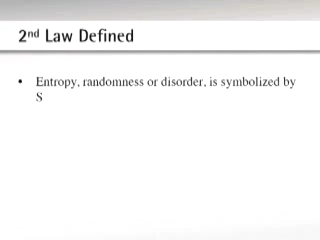 2nd Law Defined
• Entropy, randomness or disorder, is symbolized by
S